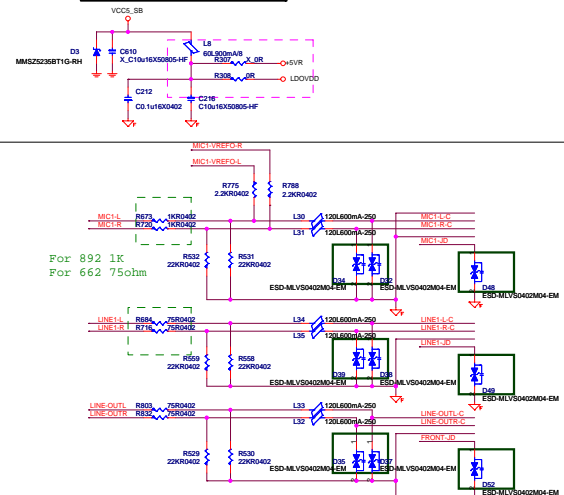 VCC5_SB
D3
MMSZ5235BT1G-RH
C610
X_C10u16X50805-HF
L8
60L900mA/8
R307 X_0R
+5VR
R308 0R
LDOVDD
C212
C0.1u16X0402
C216
C10u16X50805-HF
MIC1-VREFO-R
MIC1-VREFO-L
R775
2.2KR0402
R788
2.2KR0402
MIC1-L R673 1KR0402 L30 120L600mA-250 MIC1-L-C
MIC1-R R720 1KR0402 L31 MIC1-R-C
MIC1-JD
For 892 1K
For 662 75ohm
R532
22KR0402
R531
22KR0402
D34 D32
ESD-MLVS0402M04-EM ESD-MLVS0402M04-EM
D48
ESD-MLVS0402M04-EM
LINE1-L R684 75R0402 L34 120L600mA-250 LINE1-L-C
LINE1-R R716 75R0402 L35 LINE1-R-C
LINE1-JD
R559
22KR0402
R558
22KR0402
D39 D38
ESD-MLVS0402M04-EM ESD-MLVS0402M04-EM
D49
ESD-MLVS0402M04-EM
LINE-OUTL R803 75R0402 L33 120L600mA-250 LINE-OUTL-C
LINE-OUTR R832 75R0402 L32 120L600mA-250 LINE-OUTR-C
FRONT-JD
R529
22KR0402
R530
22KR0402
D35 D37
ESD-MLVS0402M04-EM ESD-MLVS0402M04-EM
D52
ESD-MLVS0402M04-EM